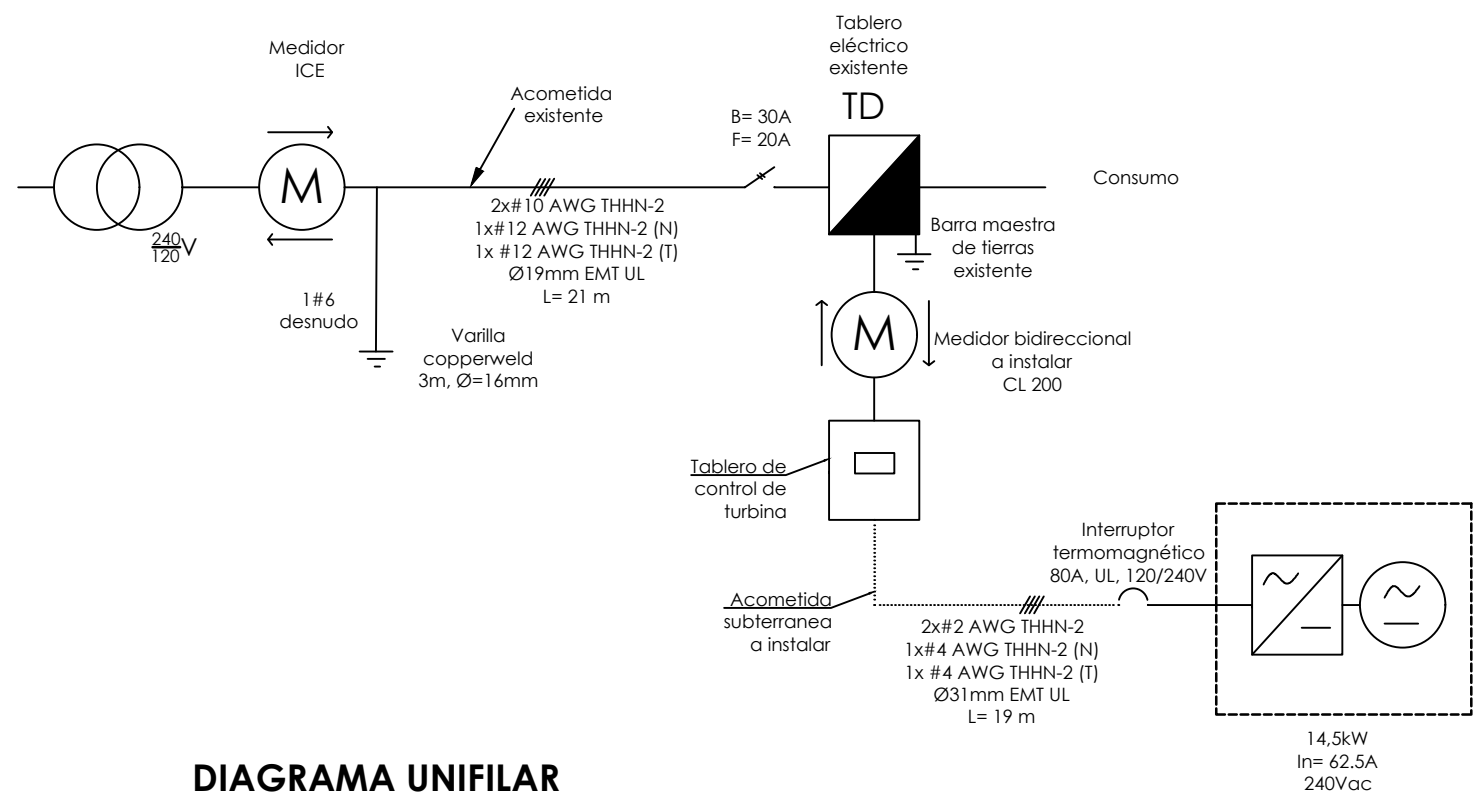 Medidor
ICE
Acometida
existente
B= 30A
F= 20A
Tablero
eléctrico
existente
TD
M
240
120 V
2x#10 AWG THHN-2
1x#12 AWG THHN-2 (N)
1x #12 AWG THHN-2 (T)
Ø19mm EMT UL
L= 21 m
1#6
desnudo
Varilla
copperweld
3m, Ø=16mm
Consumo
Barra maestra
de tierras
existente
M
Medidor bidireccional
a instalar
CL 200
Tablero de
control de
turbina
Acometida
subterranea
a instalar
2x#2 AWG THHN-2
1x#4 AWG THHN-2 (N)
1x #4 AWG THHN-2 (T)
Ø31mm EMT UL
L= 19 m
Interruptor
termomagnético
80A, UL, 120/240V
14,5kW
In= 62.5A
240Vac
DIAGRAMA UNIFILAR